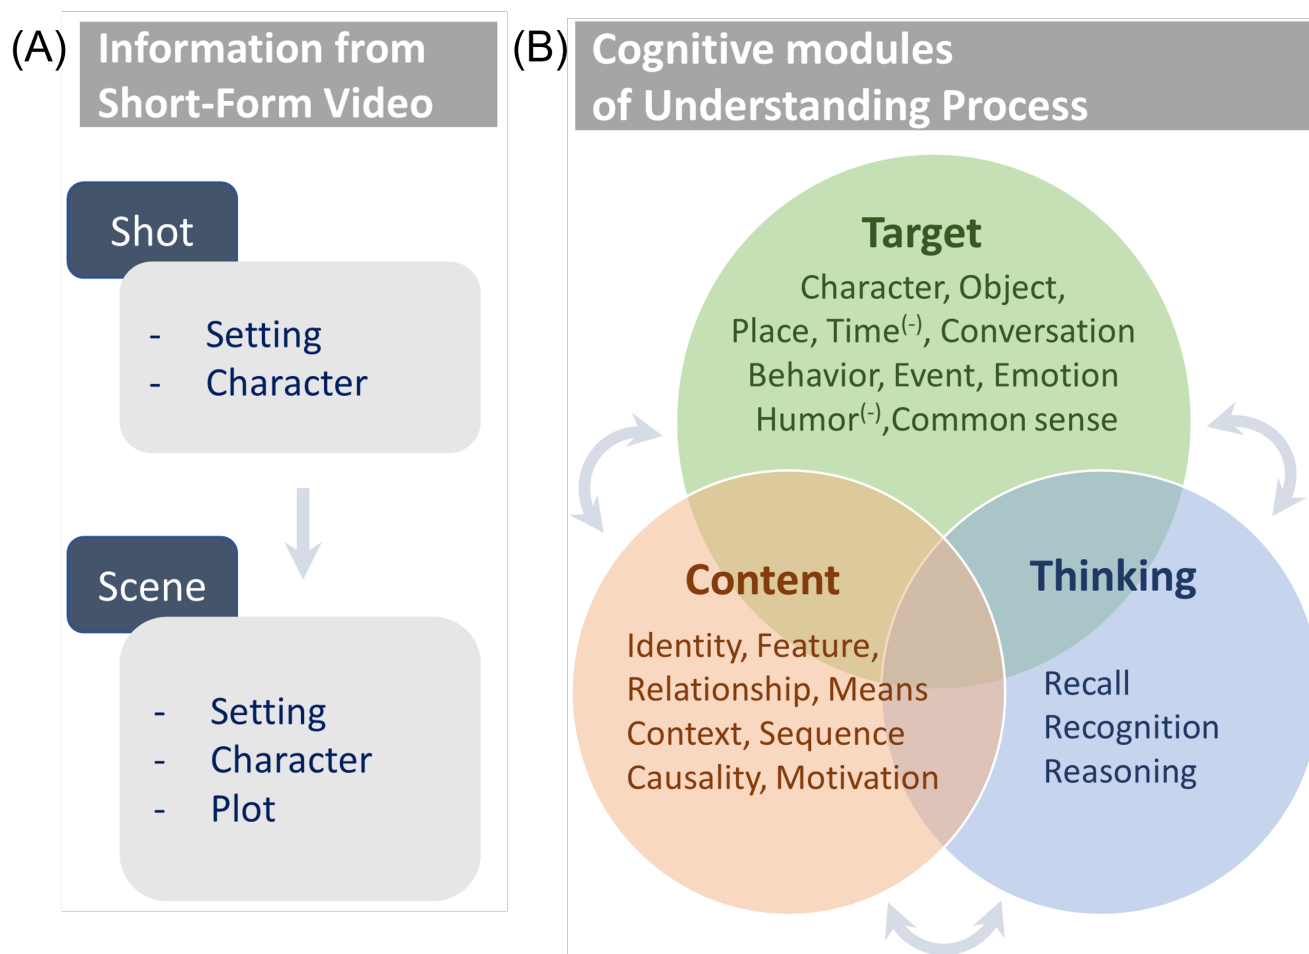 (A)
Information from
Short-Form Video
Shot
- Setting
- Character
Scene
- Setting
- Character
- Plot
(B)
Cognitive modules
of Understanding Process
Target
Character, Object,
Place, Time(-), Conversation
Behavior, Event, Emotion
Humor(-),Common sense
Content
Identity, Feature,
Relationship, Means
Context, Sequence
Causality, Motivation
Thinking
Recall
Recognition
Reasoning